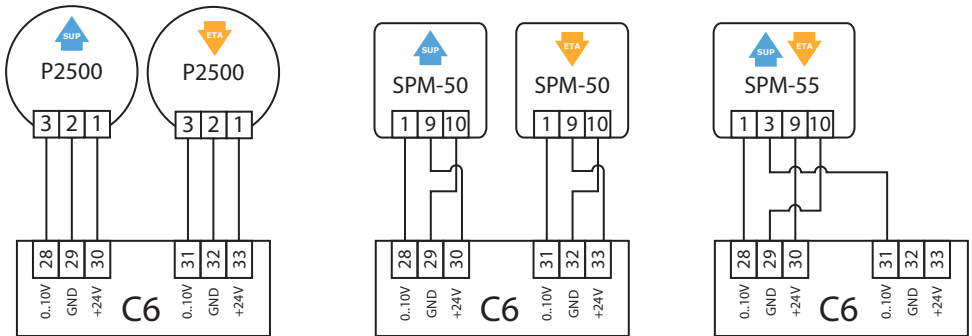 SUP
P2500
3 2 1
ETA
P2500
3 2 1
28 29 30 31 32 33
0..10V GND +24V 0..10V GND +24V
C6
SUP
SPM-50
1 9 10
ETA
SPM-50
1 9 10
28 29 30 31 32 33
0..10V GND +24V 0..10V GND +24V
C6
SUP ETA
SPM-55
1 3 9 10
28 29 30 31 32 33
0..10V GND +24V 0..10V GND +24V
C6